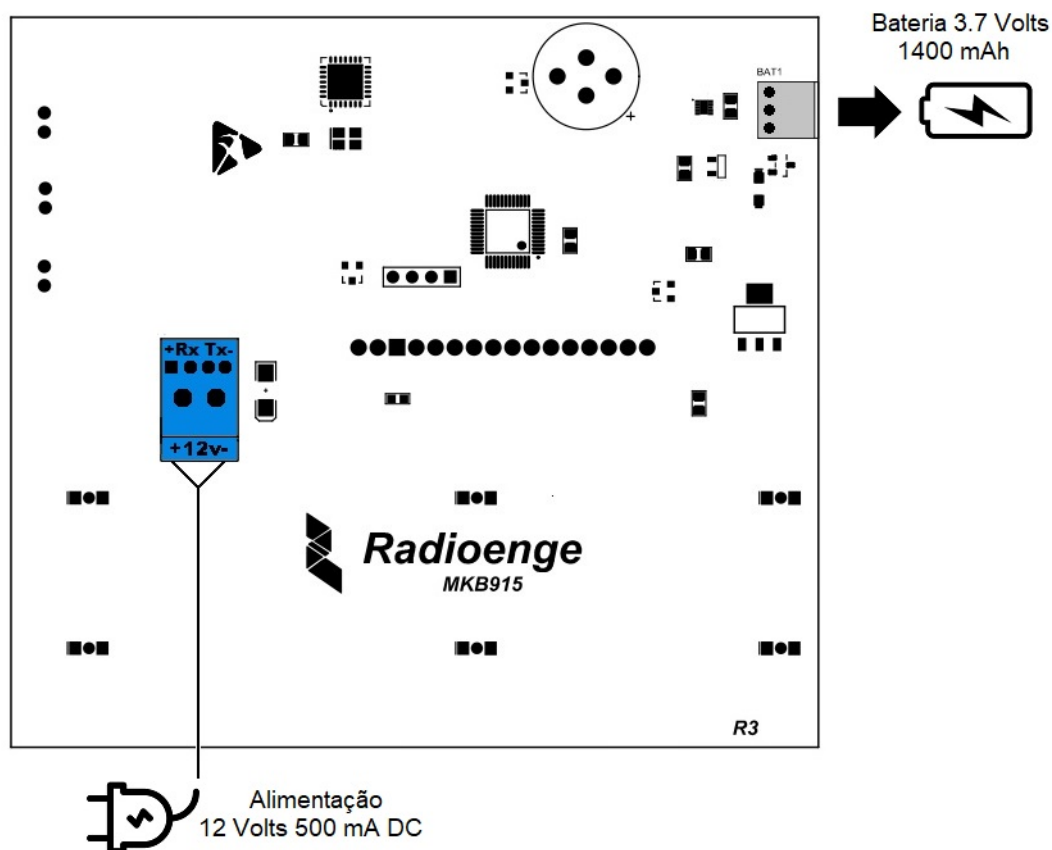 Bateria 3.7 Volts
1400 mAh
BAT1
+
+Rx Tx-
+
+12v-
Radioenge
MKB915
R3
Alimentação
12 Volts 500 mA DC